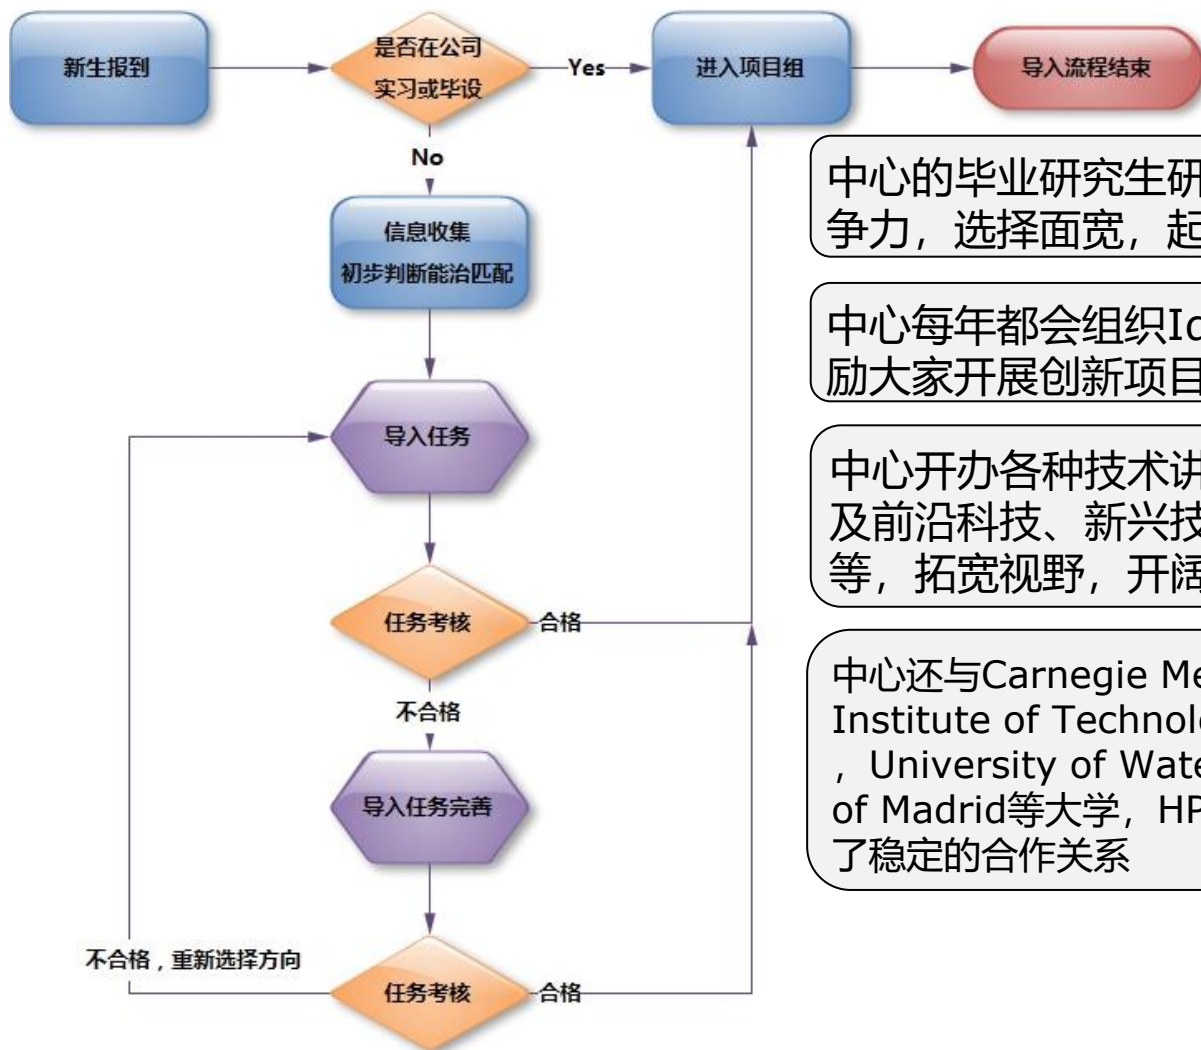 新生报到
是否在公司
实习或毕设
Yes
进入项目组
导入流程结束
No
信息收集
初步判断能治匹配
导入任务
任务考核
合格
不合格
导入任务完善
不合格，重新选择方向
任务考核
合格
中心的毕业研究生研
争力，选择面宽，起
中心每年都会组织Id
励大家开展创新项目
中心开办各种技术讲
及前沿科技、新兴技
等，拓宽视野，开阔
中心还与Carnegie Me
Institute of Technol
，University of Wate
of Madrid等大学，HP
了稳定的合作关系